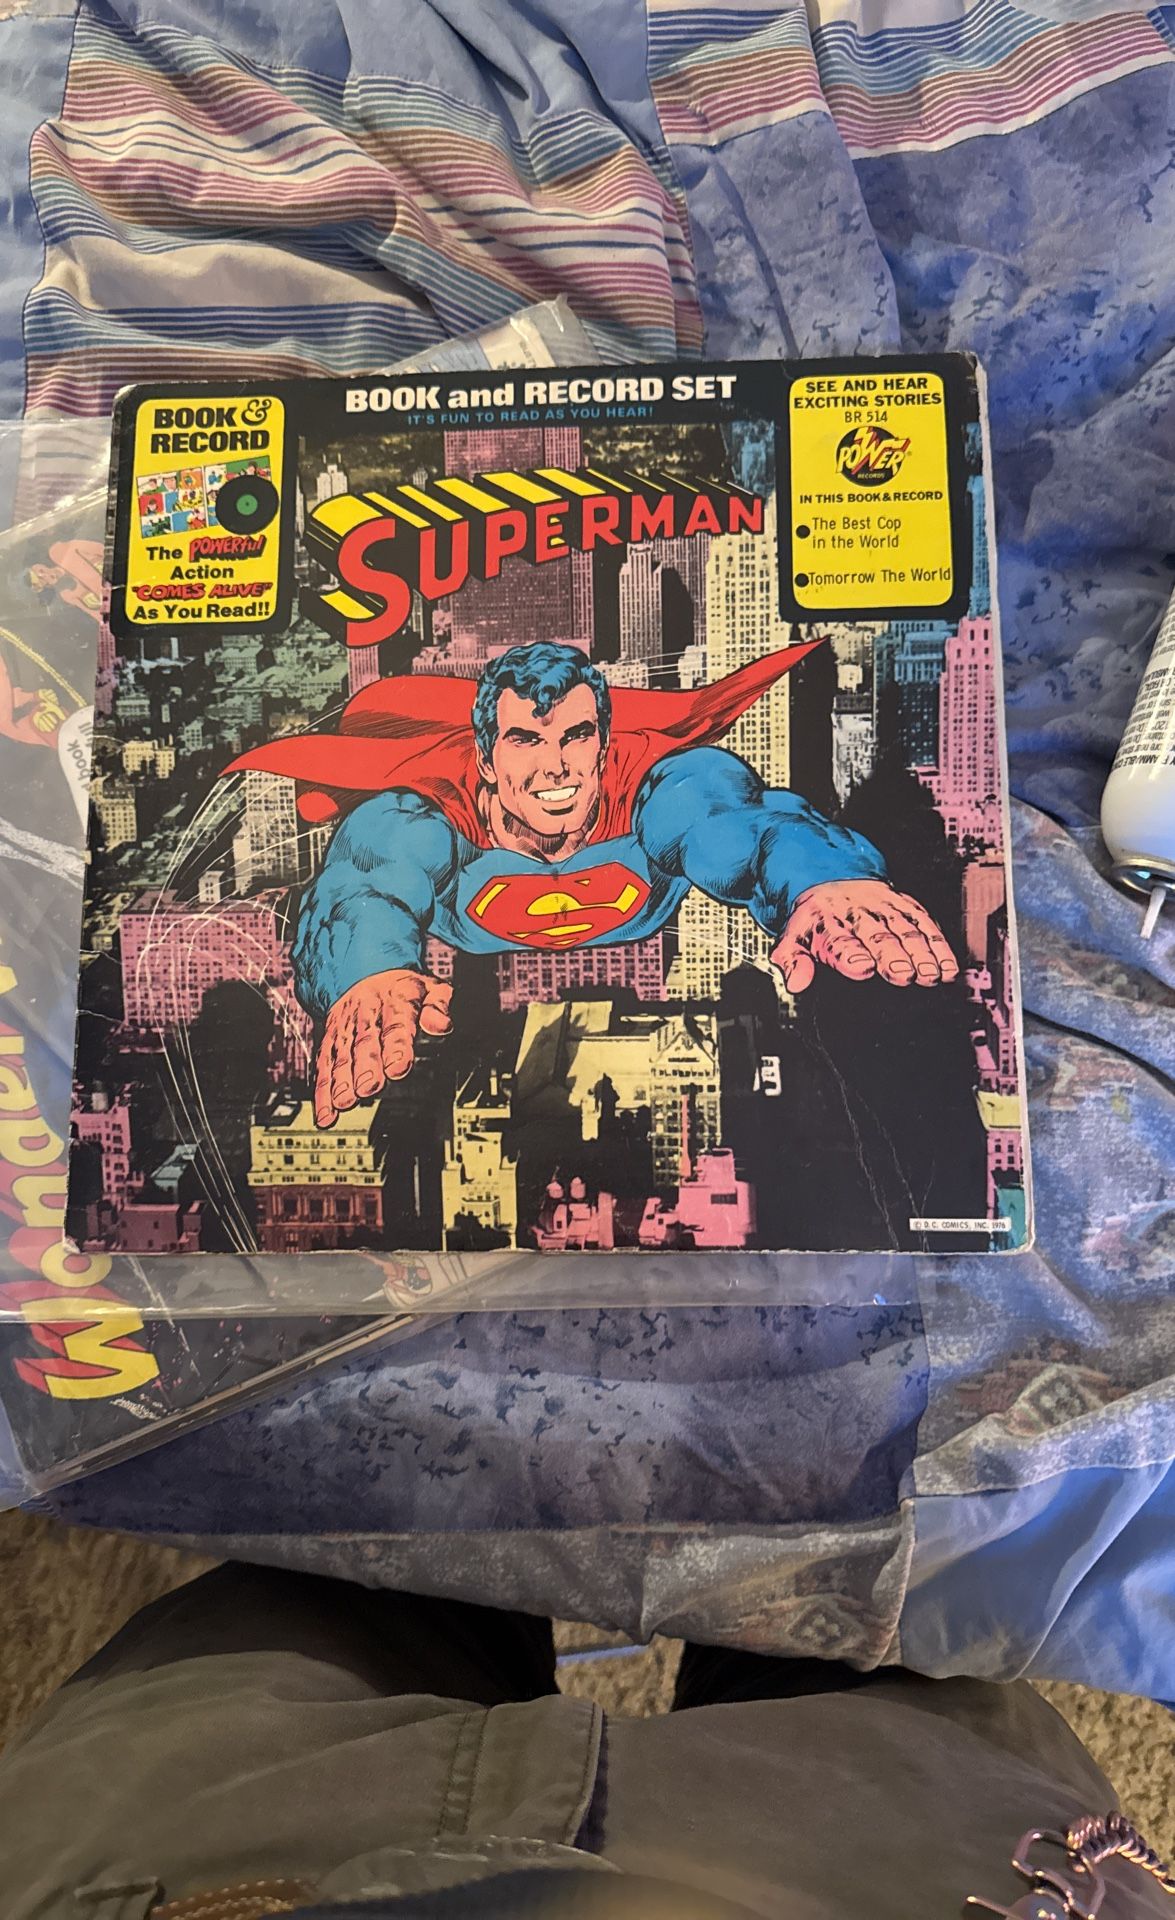 BOOK and RECORD SET
IT'S FUN TO READ AS YOU HEAR!
BOOK &
RECORD
The POWERful
Action
"COMES ALIVE"
As You Read!!
SEE AND HEAR
EXCITING STORIES
BR 514
POWER
RECORDS
IN THIS BOOK & RECORD
The Best Cop
in the World
Tomorrow The World
SUPERMAN
S
© D. C. COMICS, INC. 1976
book